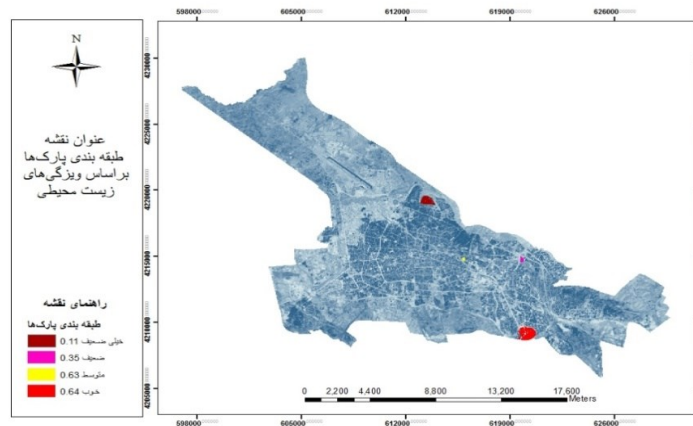 598000 605000 612000 619000 626000
N
عنوان نقشه
طبقه بندی پارک‌ها
براساس ویژگی‌های
زیست محیطی
راهنمای نقشه
طبقه بندی پارک‌ها
خیلی ضعیف 0.11
ضعیف 0.35
متوسط 0.63
خوب 0.64
4230000
4225000
4220000
4215000
4210000
4205000
0 2,200 4,400 8,800 13,200 17,600
Meters
598000 605000 612000 619000 626000